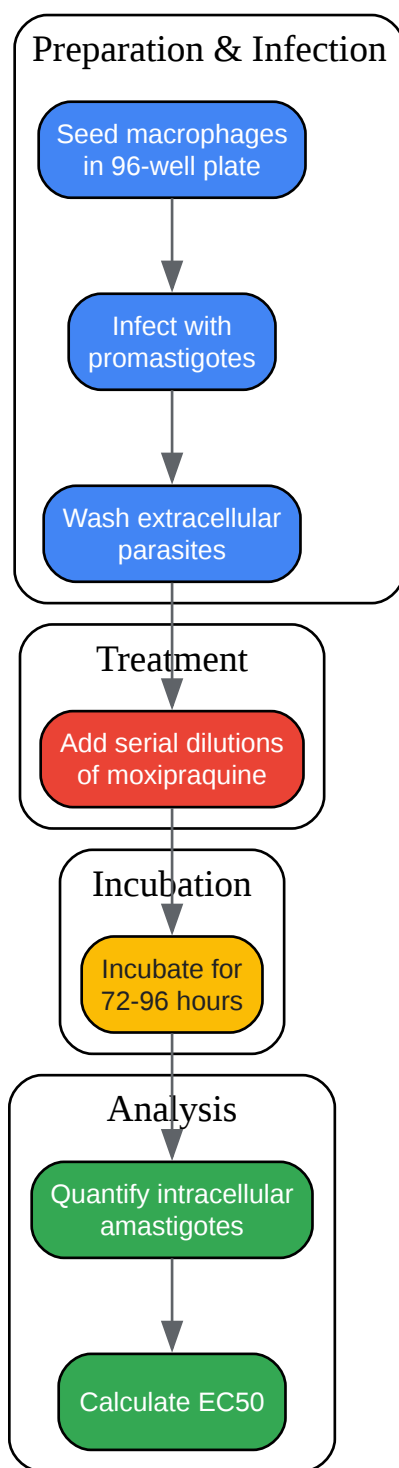 Preparation & Infection
Seed macrophages
in 96-well plate
Infect with
promastigotes
Wash extracellular
parasites
Treatment
Add serial dilutions
of moxipraquine
Incubation
Incubate for
72-96 hours
Analysis
Quantify intracellular
amastigotes
Calculate EC50